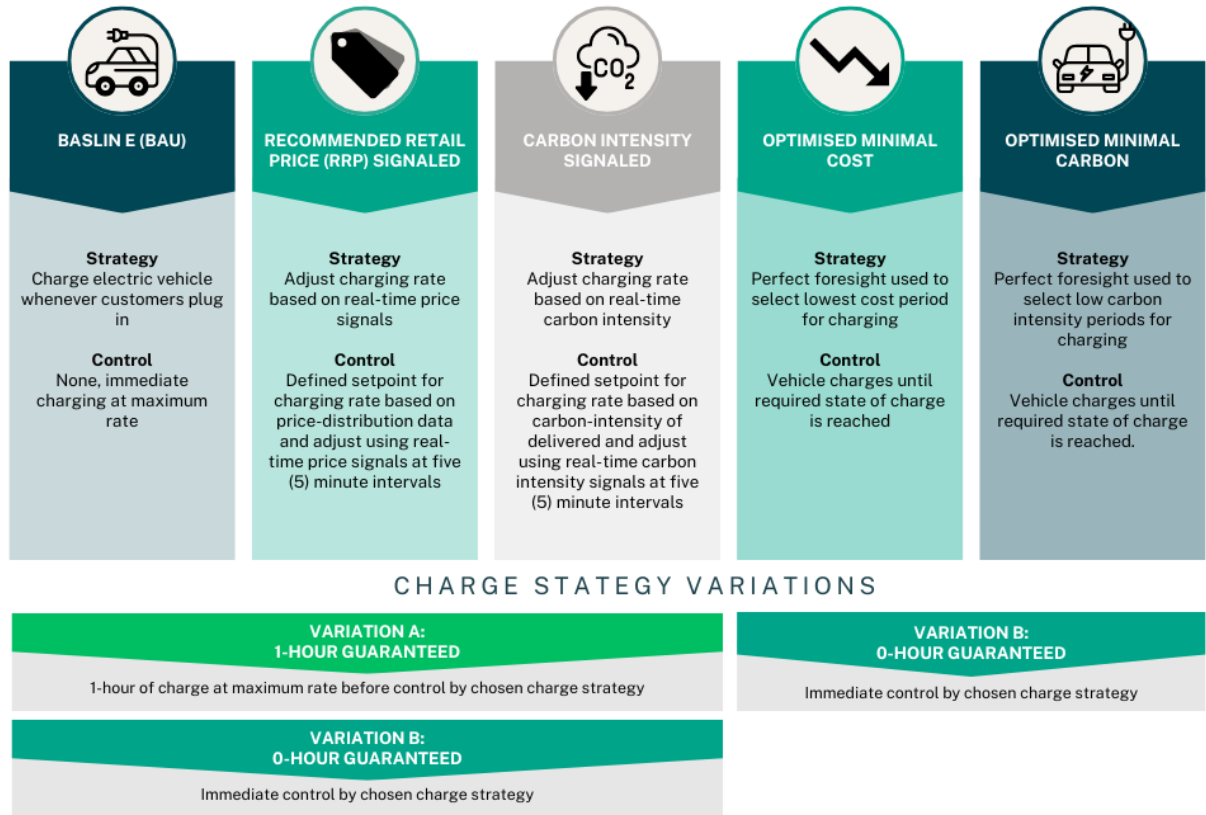 BASLIN E (BAU)
Strategy
Charge electric vehicle
whenever customers plug
in
Control
None, immediate
charging at maximum
rate
RECOMMENDED RETAIL
PRICE (RRP) SIGNALED
Strategy
Adjust charging rate
based on real-time price
signals
Control
Defined setpoint for
charging rate based on
price-distribution data
and adjust using real-
time price signals at five
(5) minute intervals
CO2
CARBON INTENSITY
SIGNALED
Strategy
Adjust charging rate
based on real-time
carbon intensity
Control
Defined setpoint for
charging rate based on
carbon-intensity of
delivered and adjust
using real-time carbon
intensity signals at five
(5) minute intervals
OPTIMISED MINIMAL
COST
Strategy
Perfect foresight used to
select lowest cost period
for charging
Control
Vehicle charges until
required state of charge
is reached
OPTIMISED MINIMAL
CARBON
Strategy
Perfect foresight used to
select low carbon
intensity periods for
charging
Control
Vehicle charges until
required state of charge
is reached.
CHARGE STATEGY VARIATIONS
VARIATION A:
1-HOUR GUARANTEED
1-hour of charge at maximum rate before control by chosen charge strategy
VARIATION B:
0-HOUR GUARANTEED
Immediate control by chosen charge strategy
VARIATION B:
0-HOUR GUARANTEED
Immediate control by chosen charge strategy